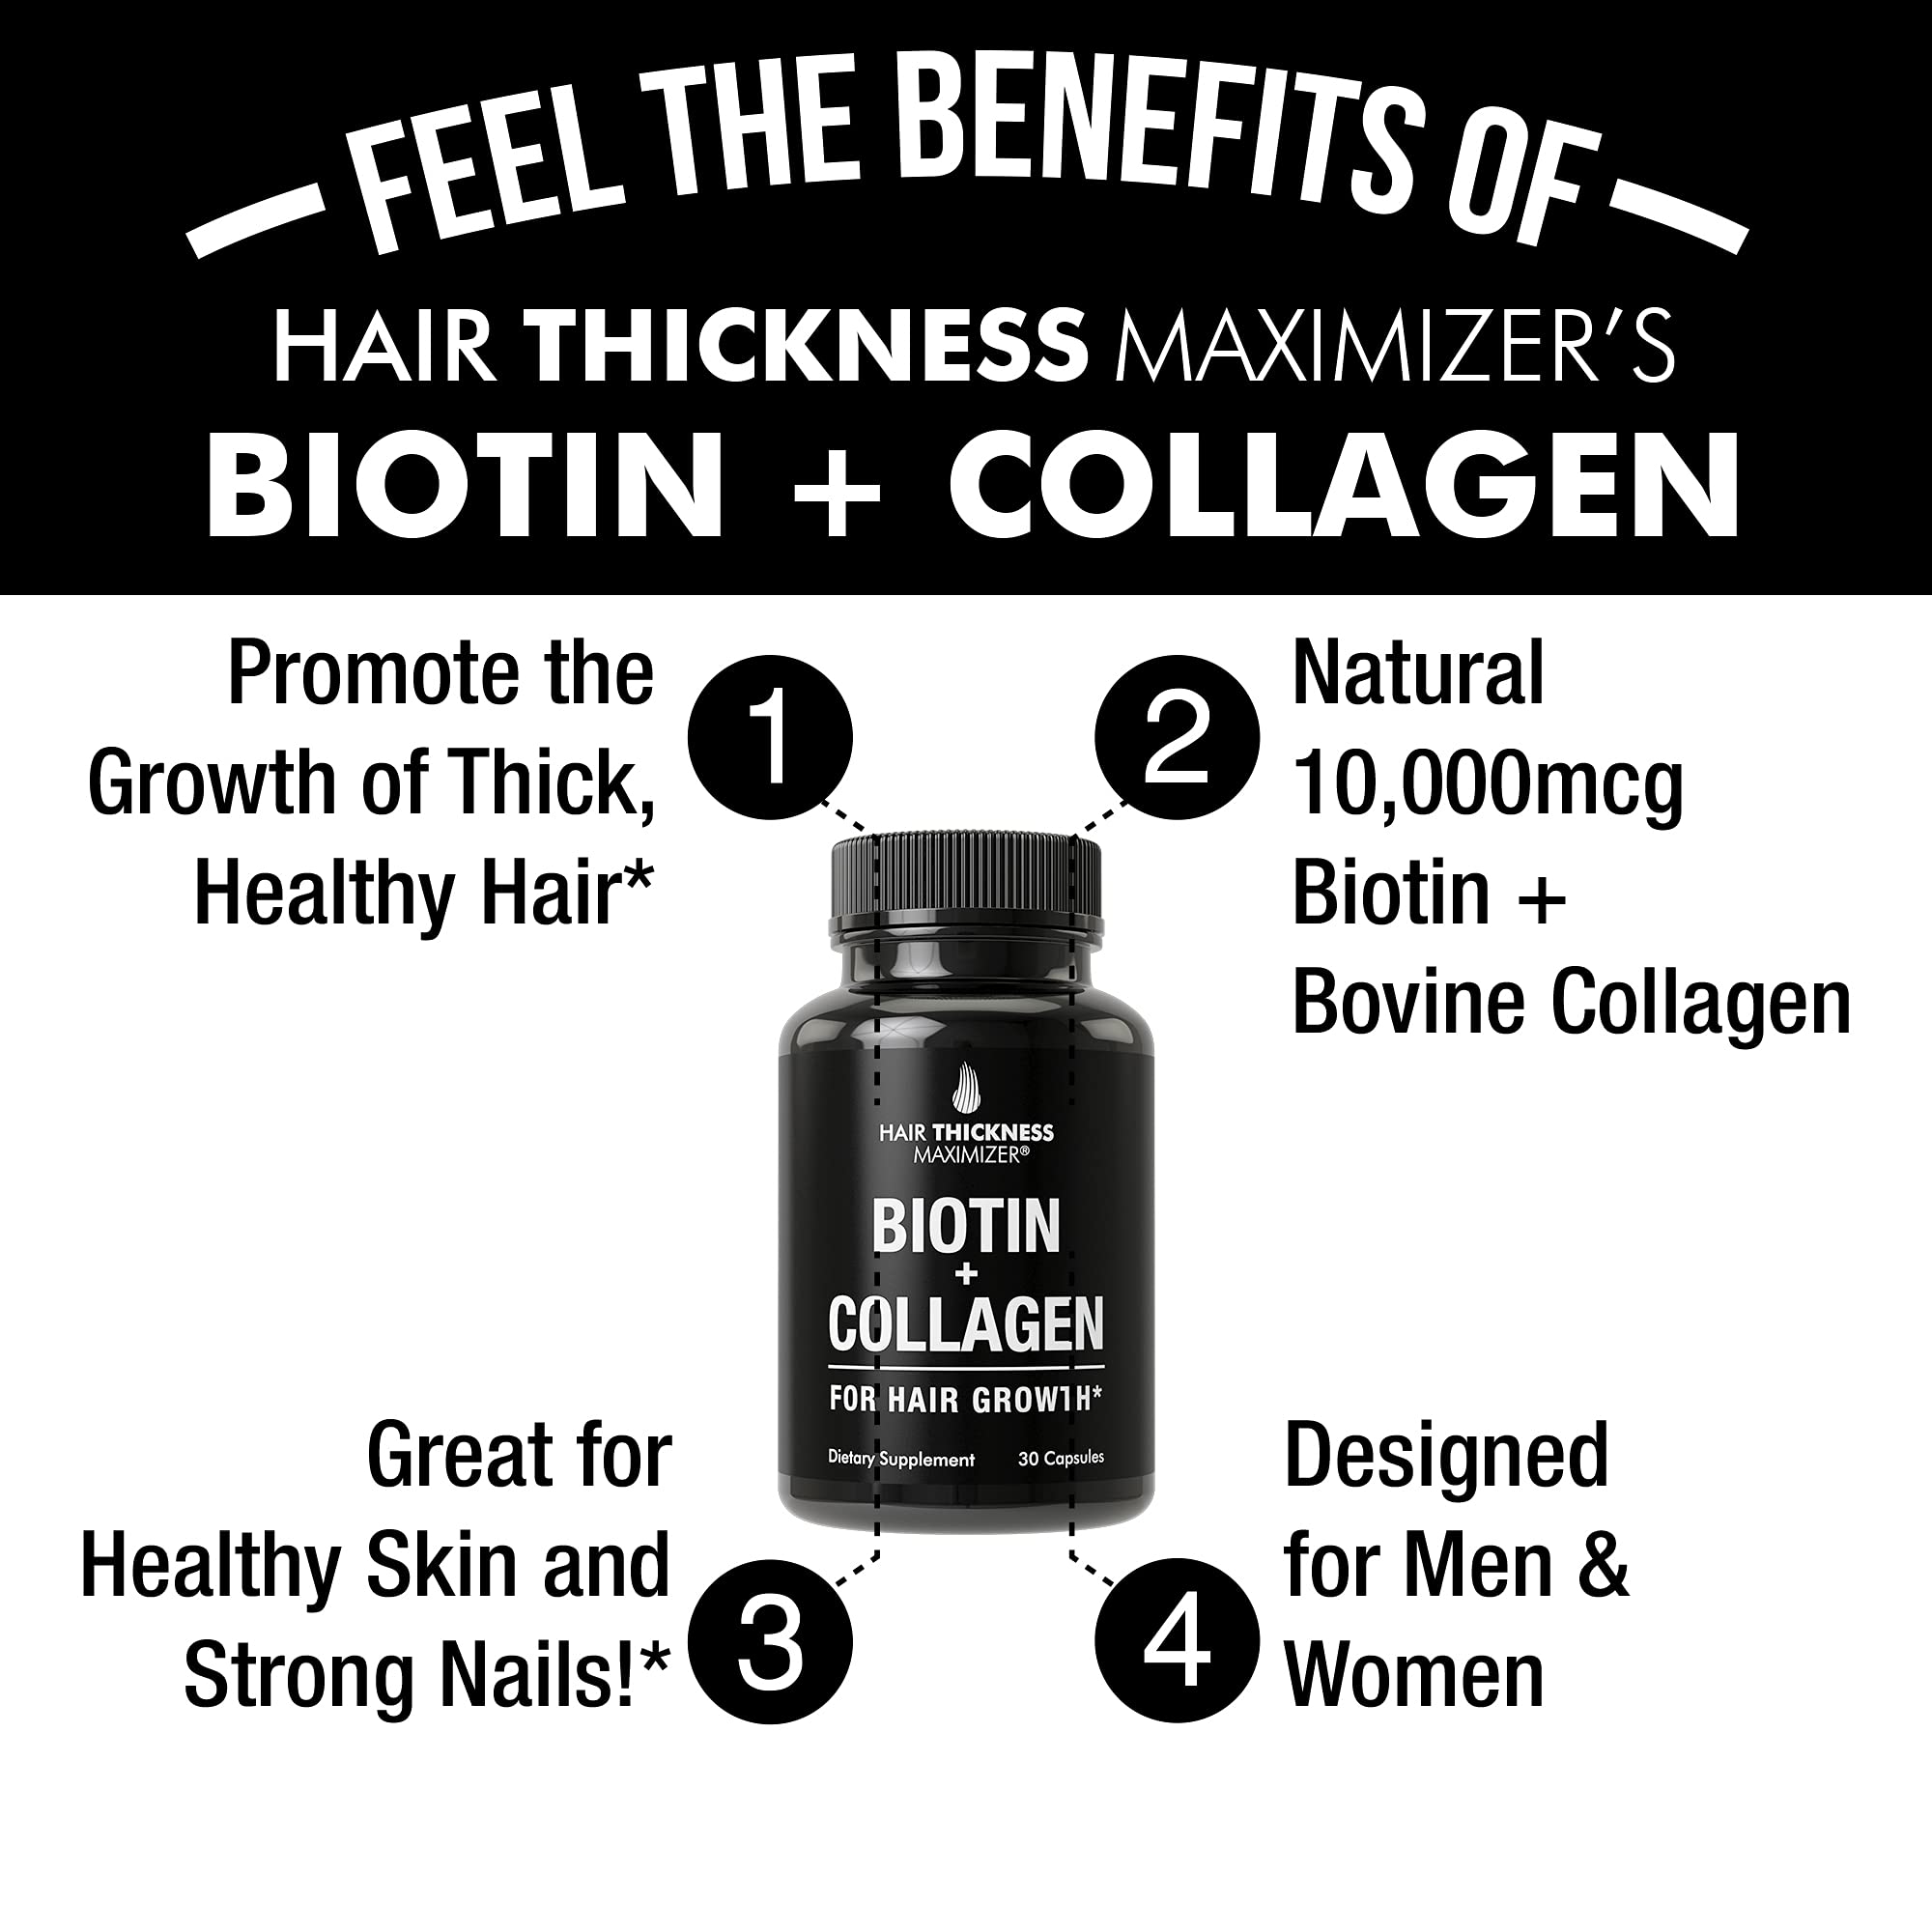 FEEL THE BENEFITS OF
HAIR THICKNESS MAXIMIZER'S
BIOTIN + COLLAGEN
Promote the
Growth of Thick,
Healthy Hair*
1
2
Natural
10,000mcg
Biotin +
Bovine Collagen
HAIR THICKNESS
MAXIMIZER®
BIOTIN
+
COLLAGEN
FOR HAIR GROWTH*
Dietary Supplement 30 Capsules
Great for
Healthy Skin and
Strong Nails!*
3
4
Designed
for Men &
Women